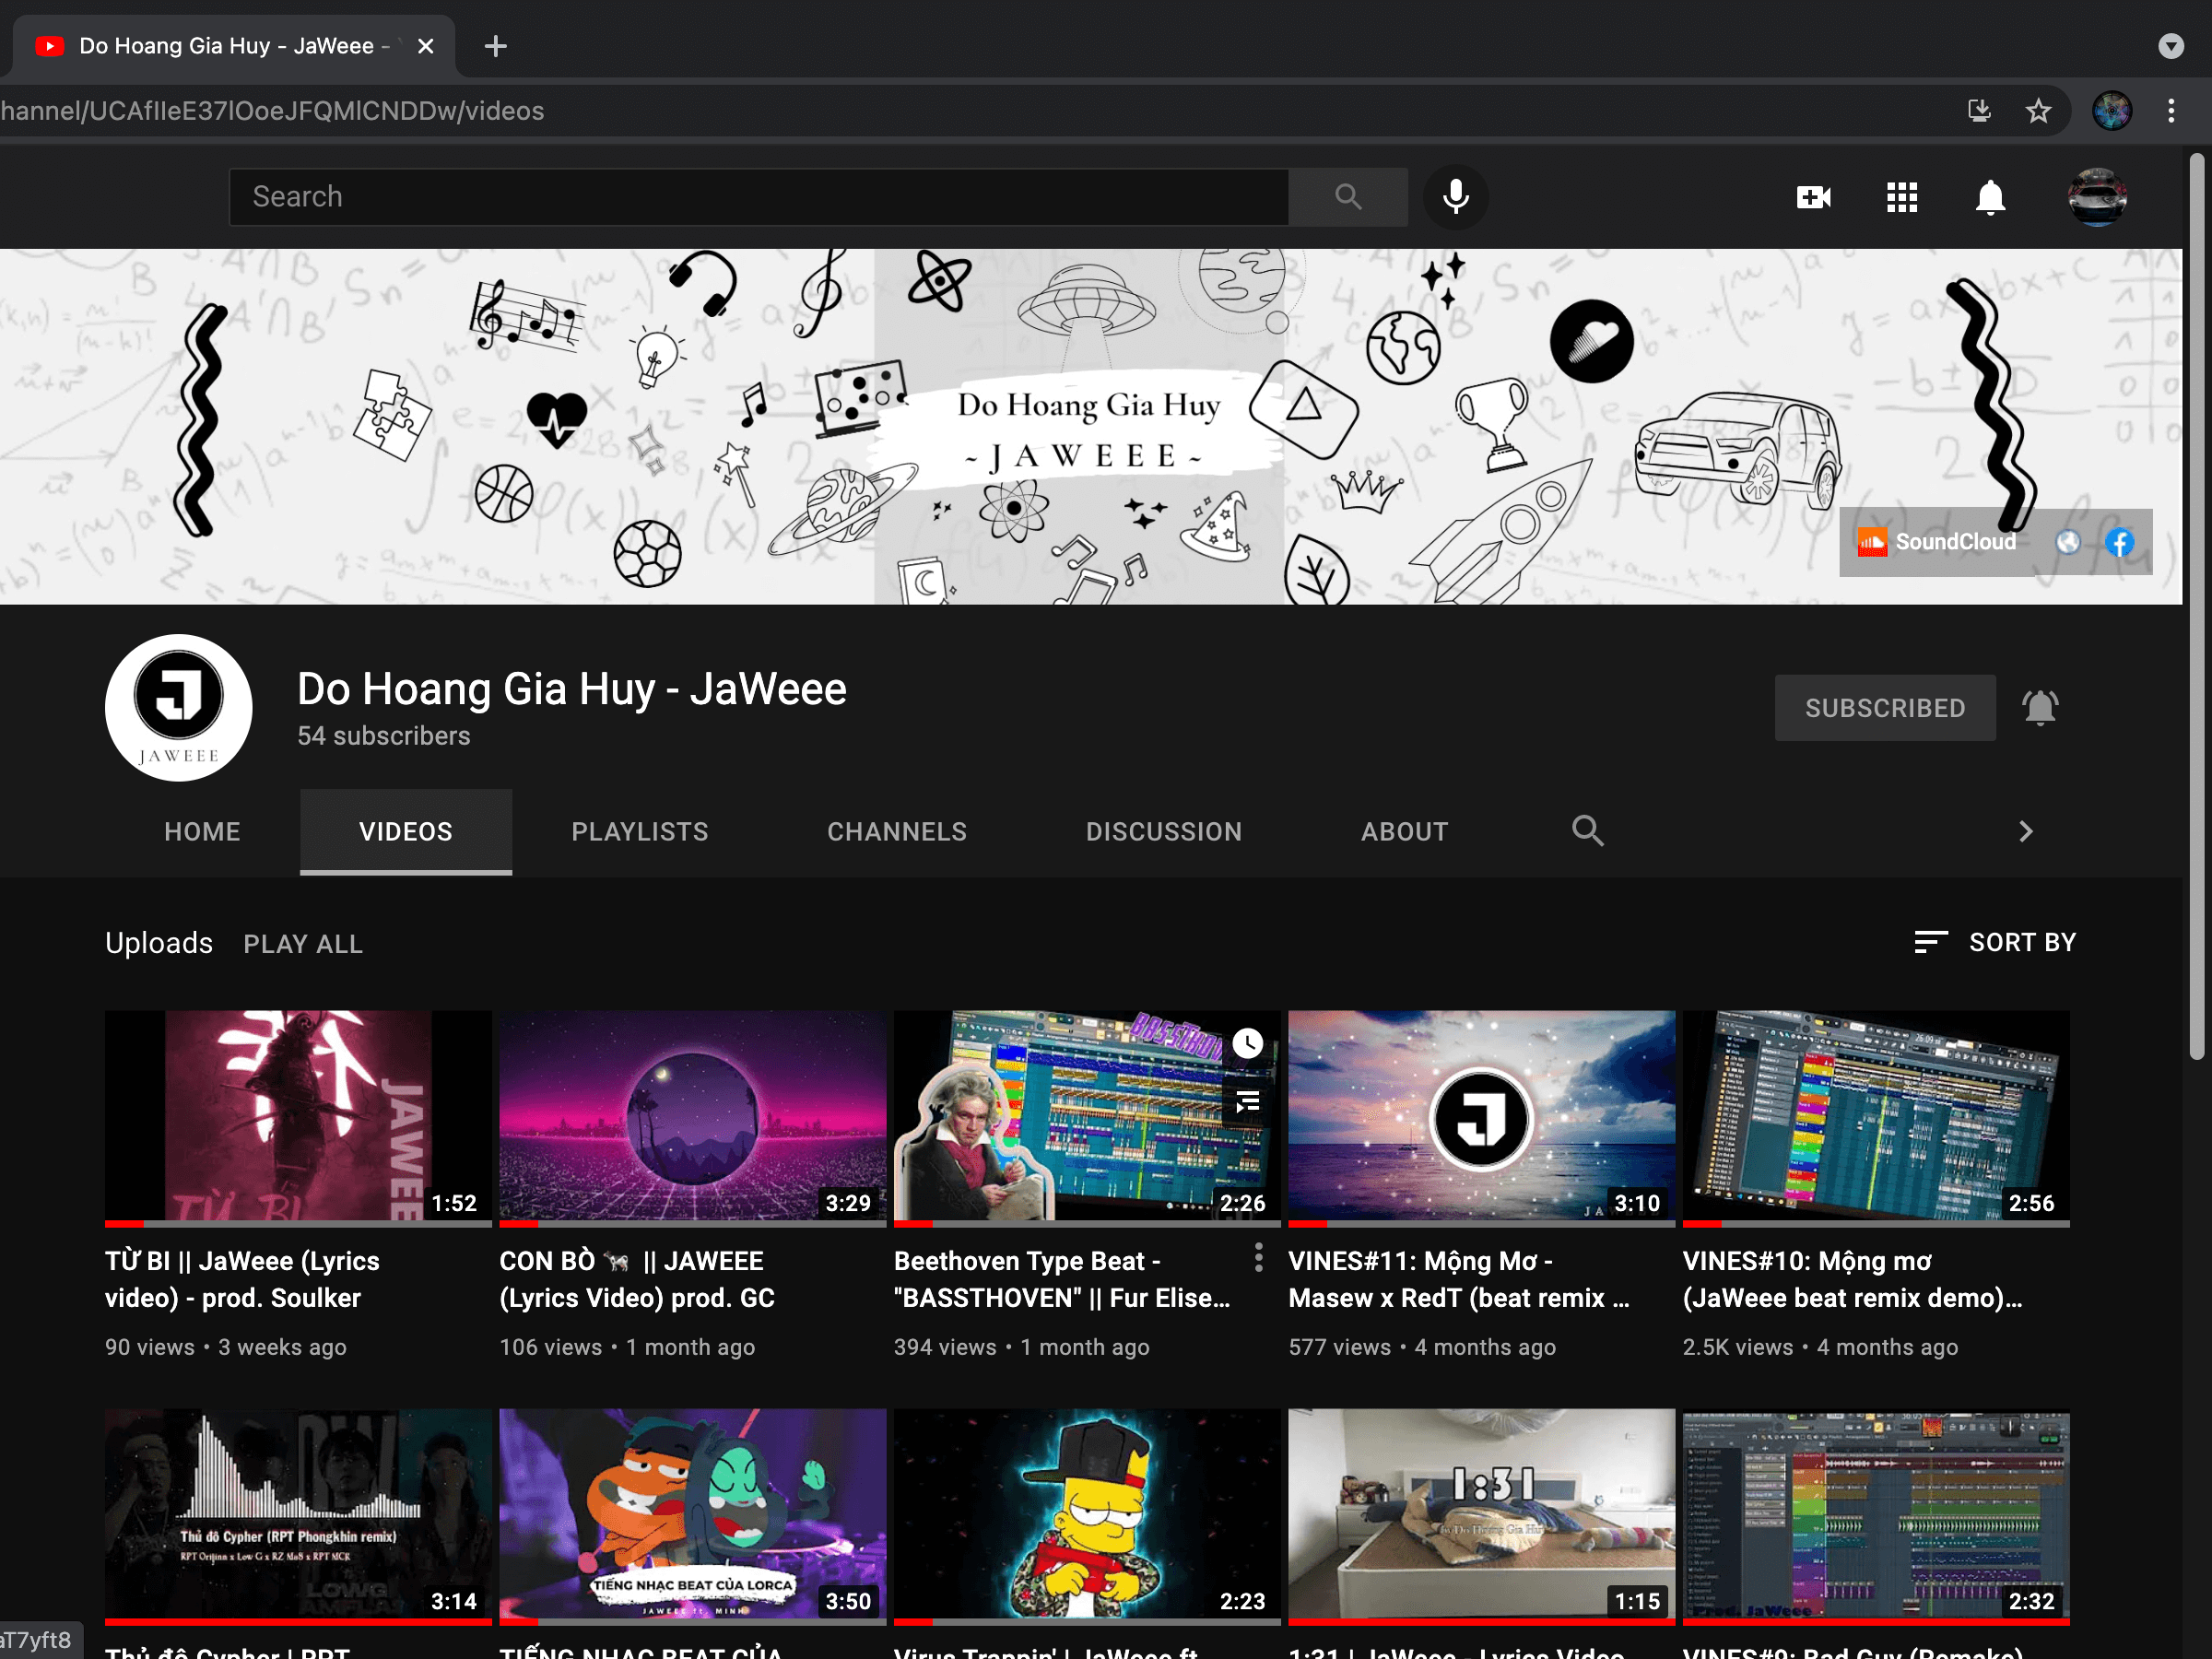 Do Hoang Gia Huy - JaWeee -
hannel/UCAfIIeE37lOoeJFQMlCNDDw/videos
Search
Do Hoang Gia Huy
~ J A W E E E ~
SoundCloud
JAWEEE
Do Hoang Gia Huy - JaWeee
54 subscribers
SUBSCRIBED
HOME VIDEOS PLAYLISTS CHANNELS DISCUSSION ABOUT
Uploads PLAY ALL
SORT BY
JAWEEE
TỪ BI
1:52
3:29
BASSTHOV
2:26
3:10
2:56
TỪ BI || JaWeee (Lyrics
video) - prod. Soulker
90 views • 3 weeks ago
CON BÒ 🐄 || JAWEEE
(Lyrics Video) prod. GC
106 views • 1 month ago
Beethoven Type Beat -
"BASSTHOVEN" || Fur Elise...
394 views • 1 month ago
VINES#11: Mộng Mơ -
Masew x RedT (beat remix ...
577 views • 4 months ago
VINES#10: Mộng mơ
(JaWeee beat remix demo)...
2.5K views • 4 months ago
Thủ đô Cypher (RPT Phongkhin remix)
RPT Orijinn x Low G x RZ Mas x RPT MCK
3:14
TIẾNG NHẠC BEAT CỦA LORCA
JAWEEE ft. MINH
3:50
2:23
1:31
1:15
Prod. JaWeee
2:32
aT7yft8
Thủ đô Cypher | RPT
TIẾNG NHẠC BEAT CỦA
Virus Trappin' | JaWeee ft
1:31 | JaWeee - Lyrics Video
VINES#9: Bad Guy (Remake)